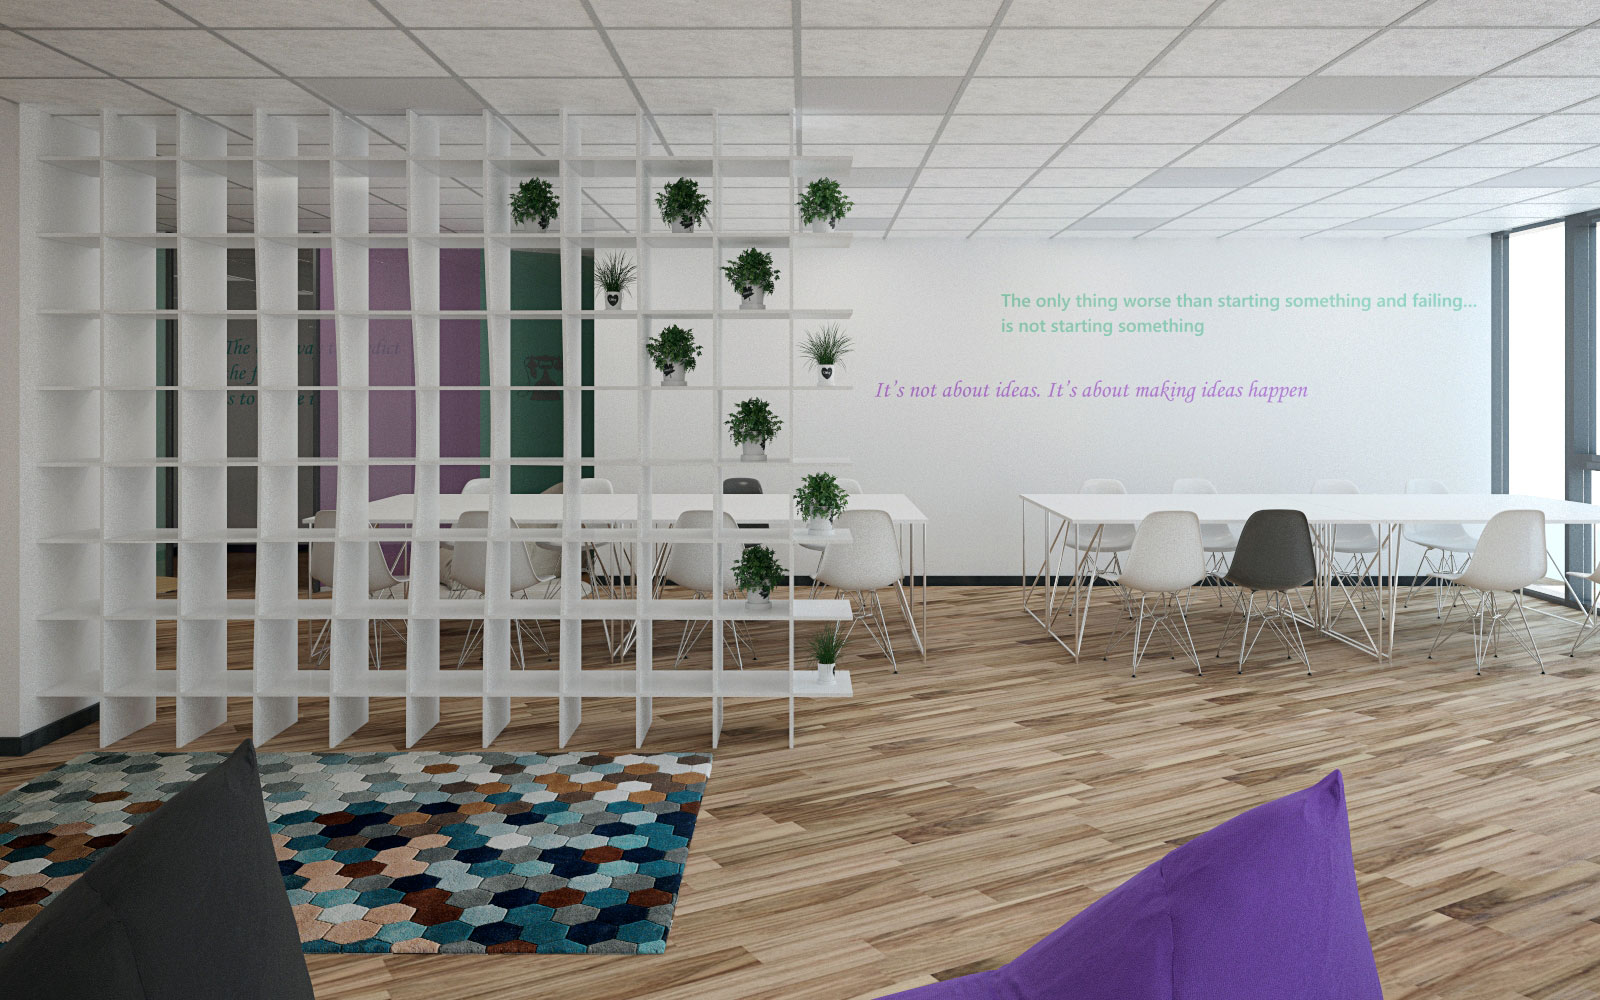 The only thing worse than starting something and failing...
is not starting something
It's not about ideas. It's about making ideas happen
The